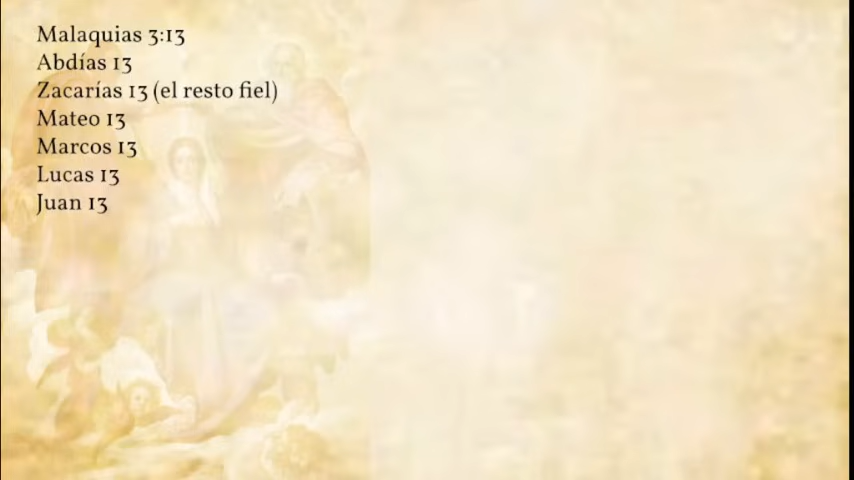 Malaquias 3:13
Abdías 13
Zacarías 13 (el resto fiel)
Mateo 13
Marcos 13
Lucas 13
Juan 13